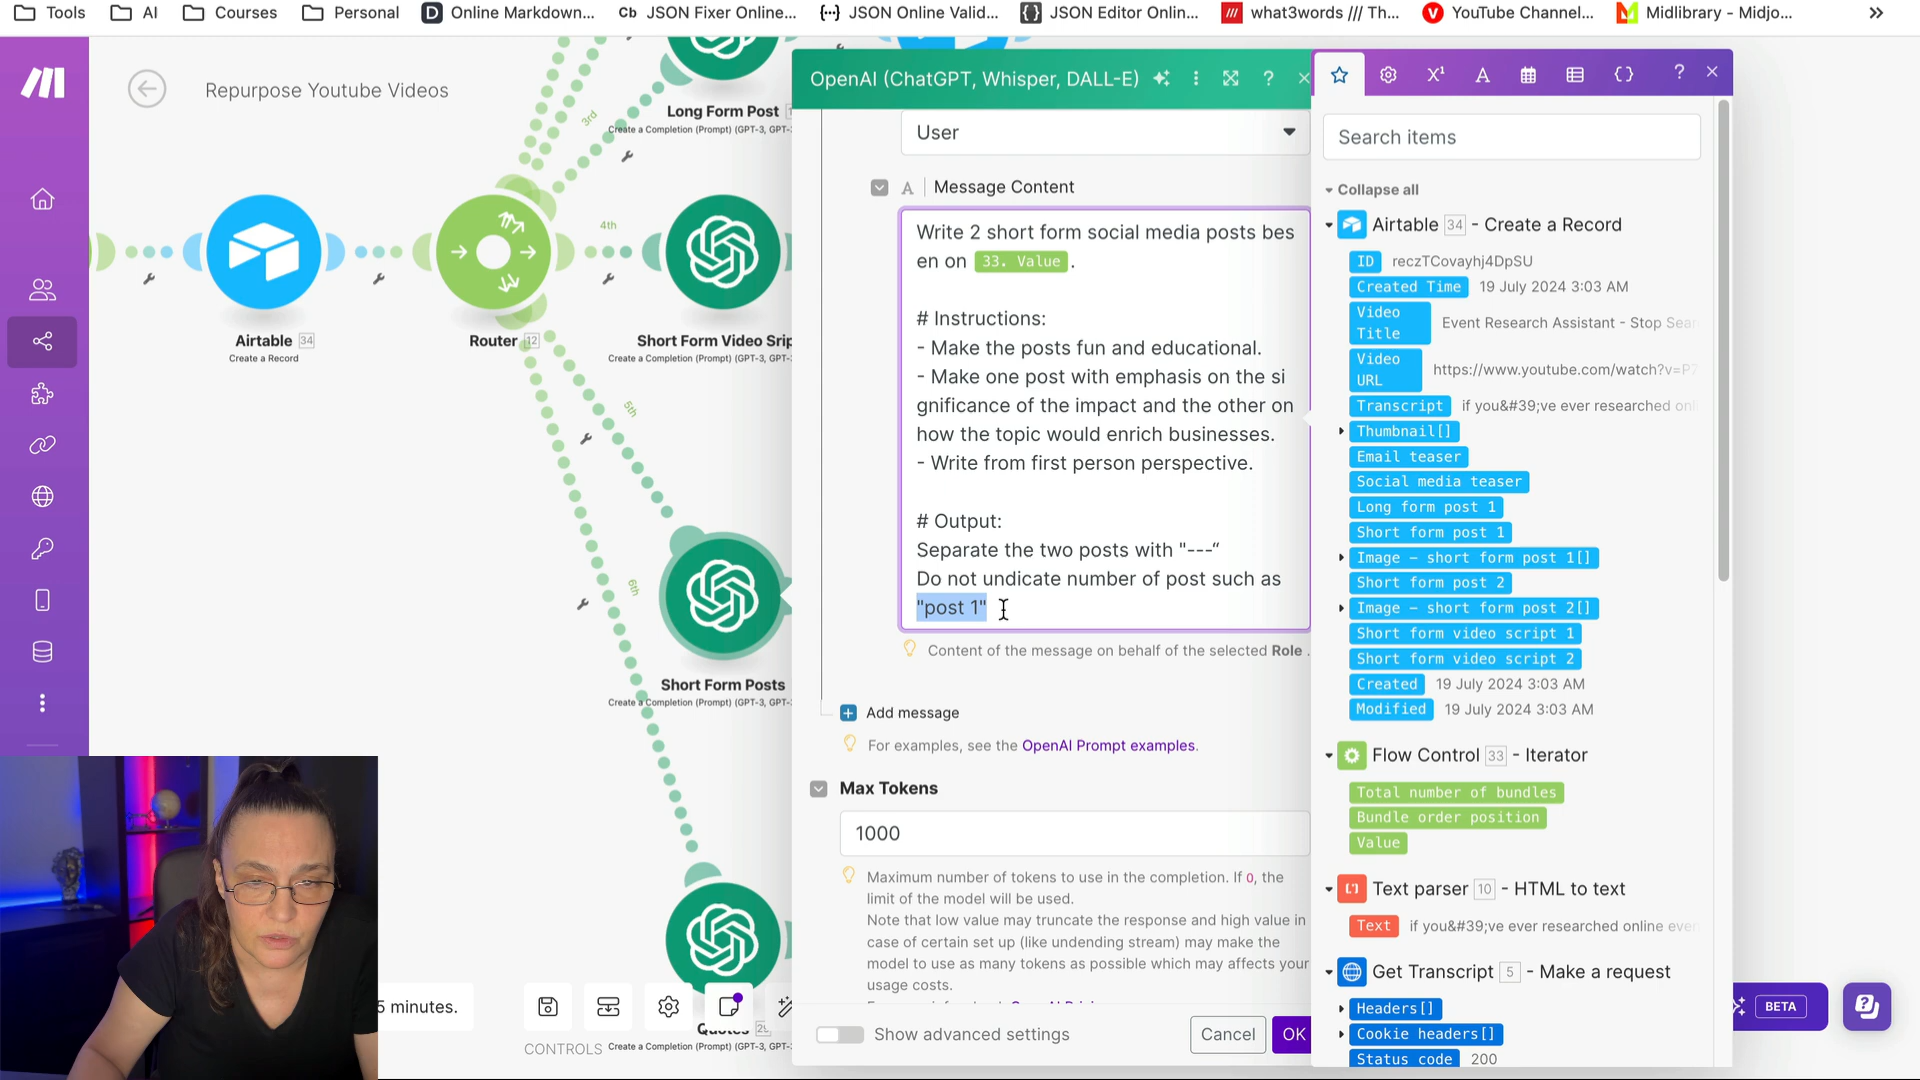 Tools
AI
Courses
Personal
Online Markdown...
JSON Fixer Online...
JSON Online Valid...
JSON Editor Onlin...
what3words /// Th...
YouTube Channel...
Midlibrary - Midjo...
Repurpose Youtube Videos
3rd
Long Form Post
Create a Completion (Prompt) (GPT-3, GPT-
4th
Airtable 34
Create a Record
Router 12
Short Form Video Srip
Create a Completion (Prompt) (GPT-3, GPT-
5th
6th
Short Form Posts
Create a Completion (Prompt) (GPT-3, GPT-
5 minutes.
CONTROLS
Create a Completion (Prompt) (GPT-3, GPT-
OpenAI (ChatGPT, Whisper, DALL-E)
User
A | Message Content
Write 2 short form social media posts bes
en on 33. Value .
# Instructions:
- Make the posts fun and educational.
- Make one post with emphasis on the si
gnificance of the impact and the other on
how the topic would enrich businesses.
- Write from first person perspective.
# Output:
Separate the two posts with "---“
Do not undicate number of post such as
"post 1"
Content of the message on behalf of the selected Role .
Add message
For examples, see the OpenAI Prompt examples.
Max Tokens
1000
Maximum number of tokens to use in the completion. If 0, the
limit of the model will be used.
Note that low value may truncate the response and high value in
case of certain set up (like undending stream) may make the
model to use as many tokens as possible which may affects your
usage costs.
Show advanced settings
Cancel
OK
Search items
Collapse all
Airtable 34 - Create a Record
ID reczTCovayhj4DpSU
Created Time 19 July 2024 3:03 AM
Video
Title Event Research Assistant - Stop Sear
Video
URL https://www.youtube.com/watch?v=P7
Transcript if you&#39;ve ever researched onl
Thumbnail[]
Email teaser
Social media teaser
Long form post 1
Short form post 1
Image – short form post 1[]
Short form post 2
Image – short form post 2[]
Short form video script 1
Short form video script 2
Created 19 July 2024 3:03 AM
Modified 19 July 2024 3:03 AM
Flow Control 33 - Iterator
Total number of bundles
Bundle order position
Value
Text parser 10 - HTML to text
Text if you&#39;ve ever researched online even
Get Transcript 5 - Make a request
Headers[]
Cookie headers[]
Status code 200
BETA